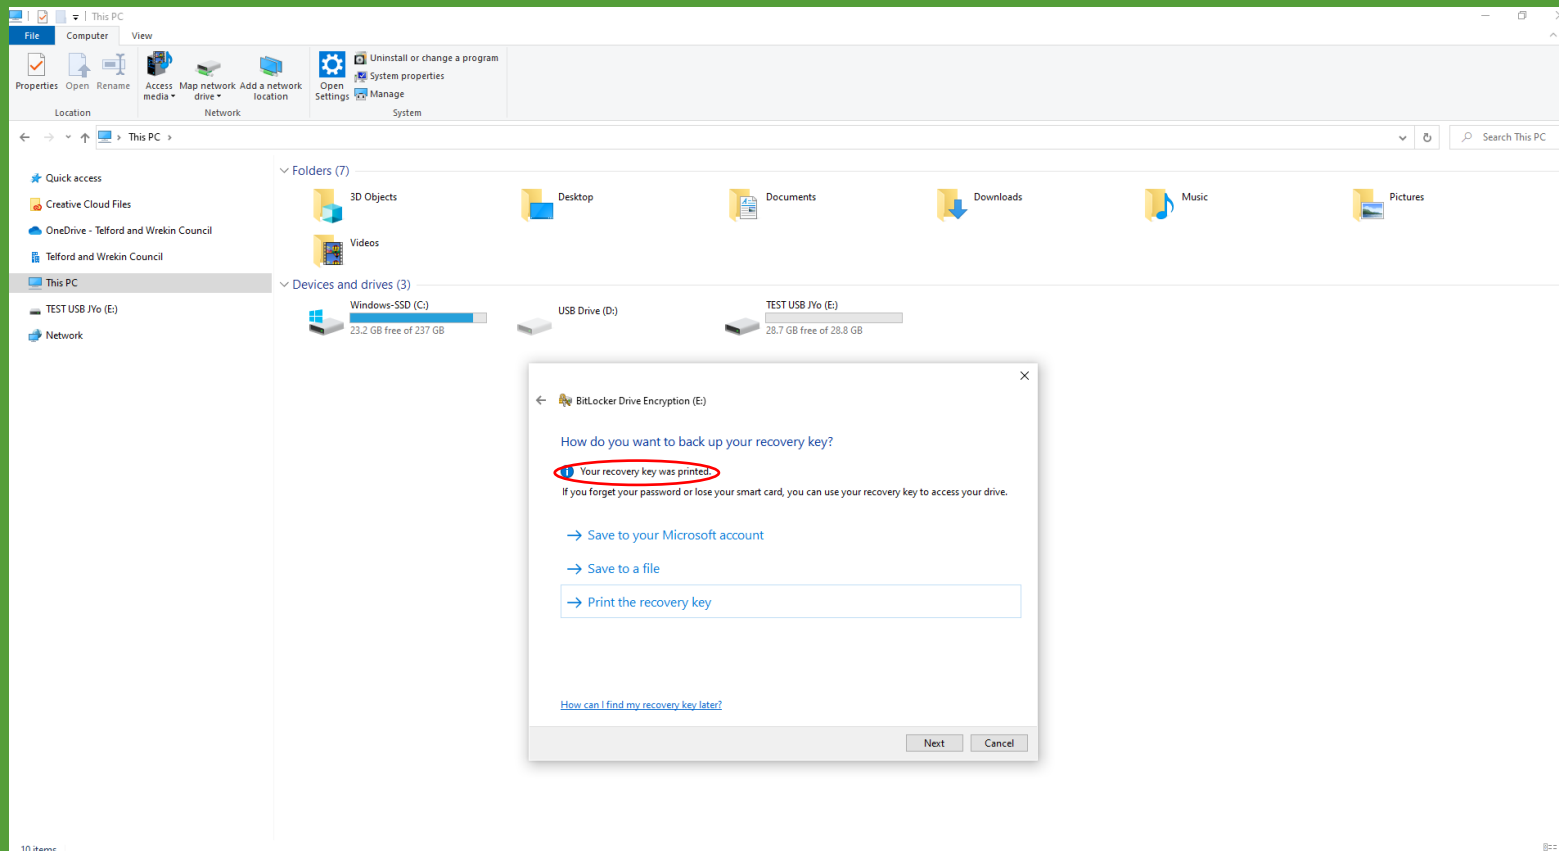 This PC
File Computer View
Properties Open Rename Access media Map network drive Add a network location Open Settings Uninstall or change a program
System properties
Manage
Location Network System
This PC
Search This PC
Quick access
Creative Cloud Files
OneDrive - Telford and Wrekin Council
Telford and Wrekin Council
This PC
TEST USB JYo (E:)
Network
Folders (7)
3D Objects Desktop Documents Downloads Music Pictures
Videos
Devices and drives (3)
Windows-SSD (C:)
23.2 GB free of 237 GB
USB Drive (D:)
TEST USB JYo (E:)
28.7 GB free of 28.8 GB
BitLocker Drive Encryption (E:)
How do you want to back up your recovery key?
Your recovery key was printed.
If you forget your password or lose your smart card, you can use your recovery key to access your drive.
Save to your Microsoft account
Save to a file
Print the recovery key
How can I find my recovery key later?
Next Cancel
10 items